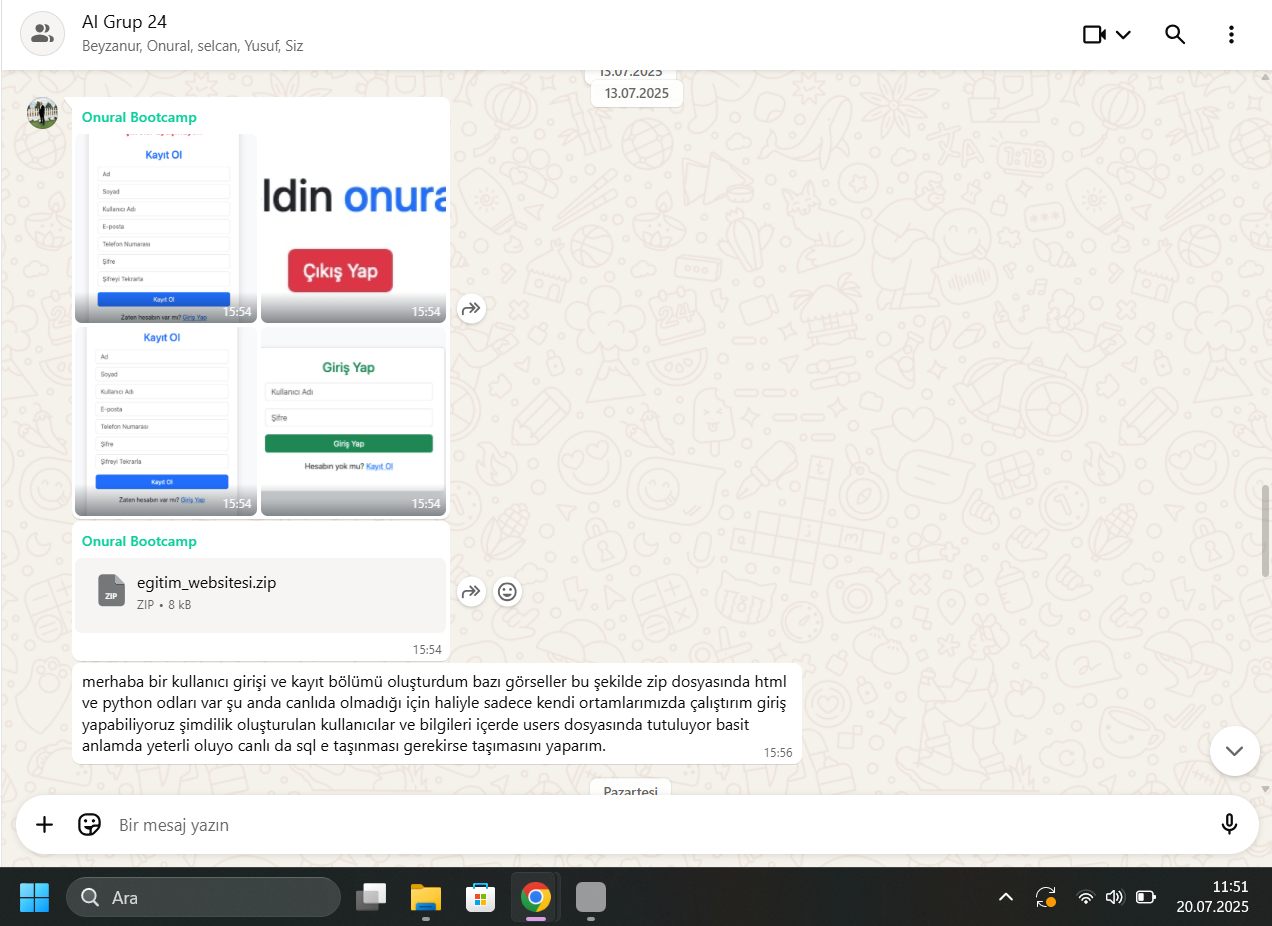 AI Grup 24
Beyzanur, Onural, selcan, Yusuf, Siz
13.07.2025
13.07.2025
Onural Bootcamp
Kayıt Ol
Ad
Soyad
Kullanıcı Adı
E-posta
Telefon Numarası
Şifre
Şifreyi Tekrarla
Kayıt Ol
Zaten hesabın var mı? Giriş Yap
15:54
ldin onura
Çıkış Yap
15:54
Kayıt Ol
Ad
Soyad
Kullanıcı Adı
E-posta
Telefon Numarası
Şifre
Şifreyi Tekrarla
Kayıt Ol
Zaten hesabın var mı? Giriş Yap
15:54
Giriş Yap
Kullanıcı Adı
Şifre
Giriş Yap
Hesabın yok mu? Kayıt Ol
15:54
Onural Bootcamp
ZIP
egitim_websitesi.zip
ZIP • 8 kB
15:54
merhaba bir kullanıcı girişi ve kayıt bölümü oluşturdum bazı görseller bu şekilde zip dosyasında html
ve python odları var şu anda canlıda olmadığı için haliyle sadece kendi ortamlarımızda çalıştırım giriş
yapabiliyoruz şimdilik oluşturulan kullanıcılar ve bilgileri içerde users dosyasında tutuluyor basit
anlamda yeterli oluyo canlı da sql e taşınması gerekirse taşımasını yaparım.
15:56
Pazartesi
Bir mesaj yazın
Ara
11:51
20.07.2025